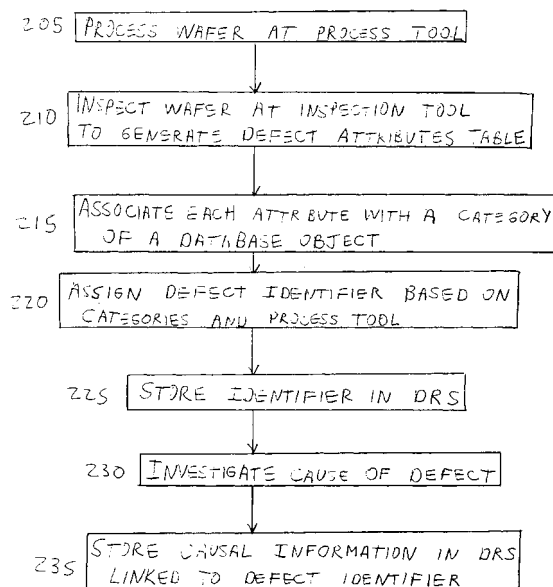 205 PROCESS WAFER AT PROCESS TOOL
210 INSPECT WAFER AT INSPECTION TOOL
TO GENERATE DEFECT ATTRIBUTES TABLE
215 ASSOCIATE EACH ATTRIBUTE WITH A CATEGORY
OF A DATABASE OBJECT
220 ASSIGN DEFECT IDENTIFIER BASED ON
CATEGORIES AND PROCESS TOOL
225 STORE IDENTIFIER IN DRS
230 INVESTIGATE CAUSE OF DEFECT
235 STORE CAUSAL INFORMATION IN DRS
LINKED TO DEFECT IDENTIFIER